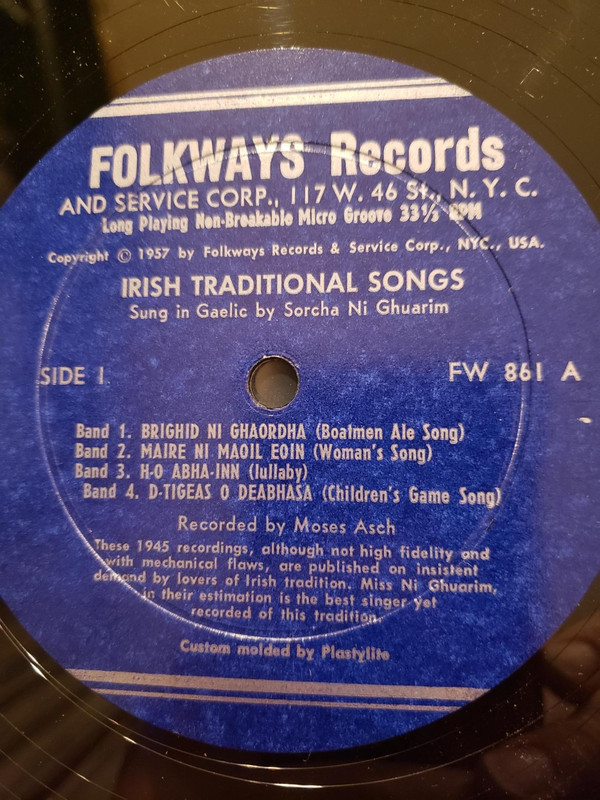 FOLKWAYS Records
AND SERVICE CORP., 117 W. 46 St., N. Y. C.
Long Playing Non-Breakable Micro Groove 33⅓ RPM
Copyright © 1957 by Folkways Records & Service Corp., NYC., USA.
IRISH TRADITIONAL SONGS
Sung in Gaelic by Sorcha Ni Ghuarim
SIDE I
FW 861 A
Band 1. BRIGHID NI GHAORDHA (Boatmen Ale Song)
Band 2. MAIRE NI MAOIL EOIN (Woman's Song)
Band 3. H-O ABHA-INN (lullaby)
Band 4. D-TIGEAS O DEABHASA (Children's Game Song)
Recorded by Moses Asch
These 1945 recordings, although not high fidelity and
with mechanical flaws, are published on insistent
demand by lovers of Irish tradition. Miss Ni Ghuarim,
in their estimation is the best singer yet
recorded of this tradition.
Custom molded by Plastylite